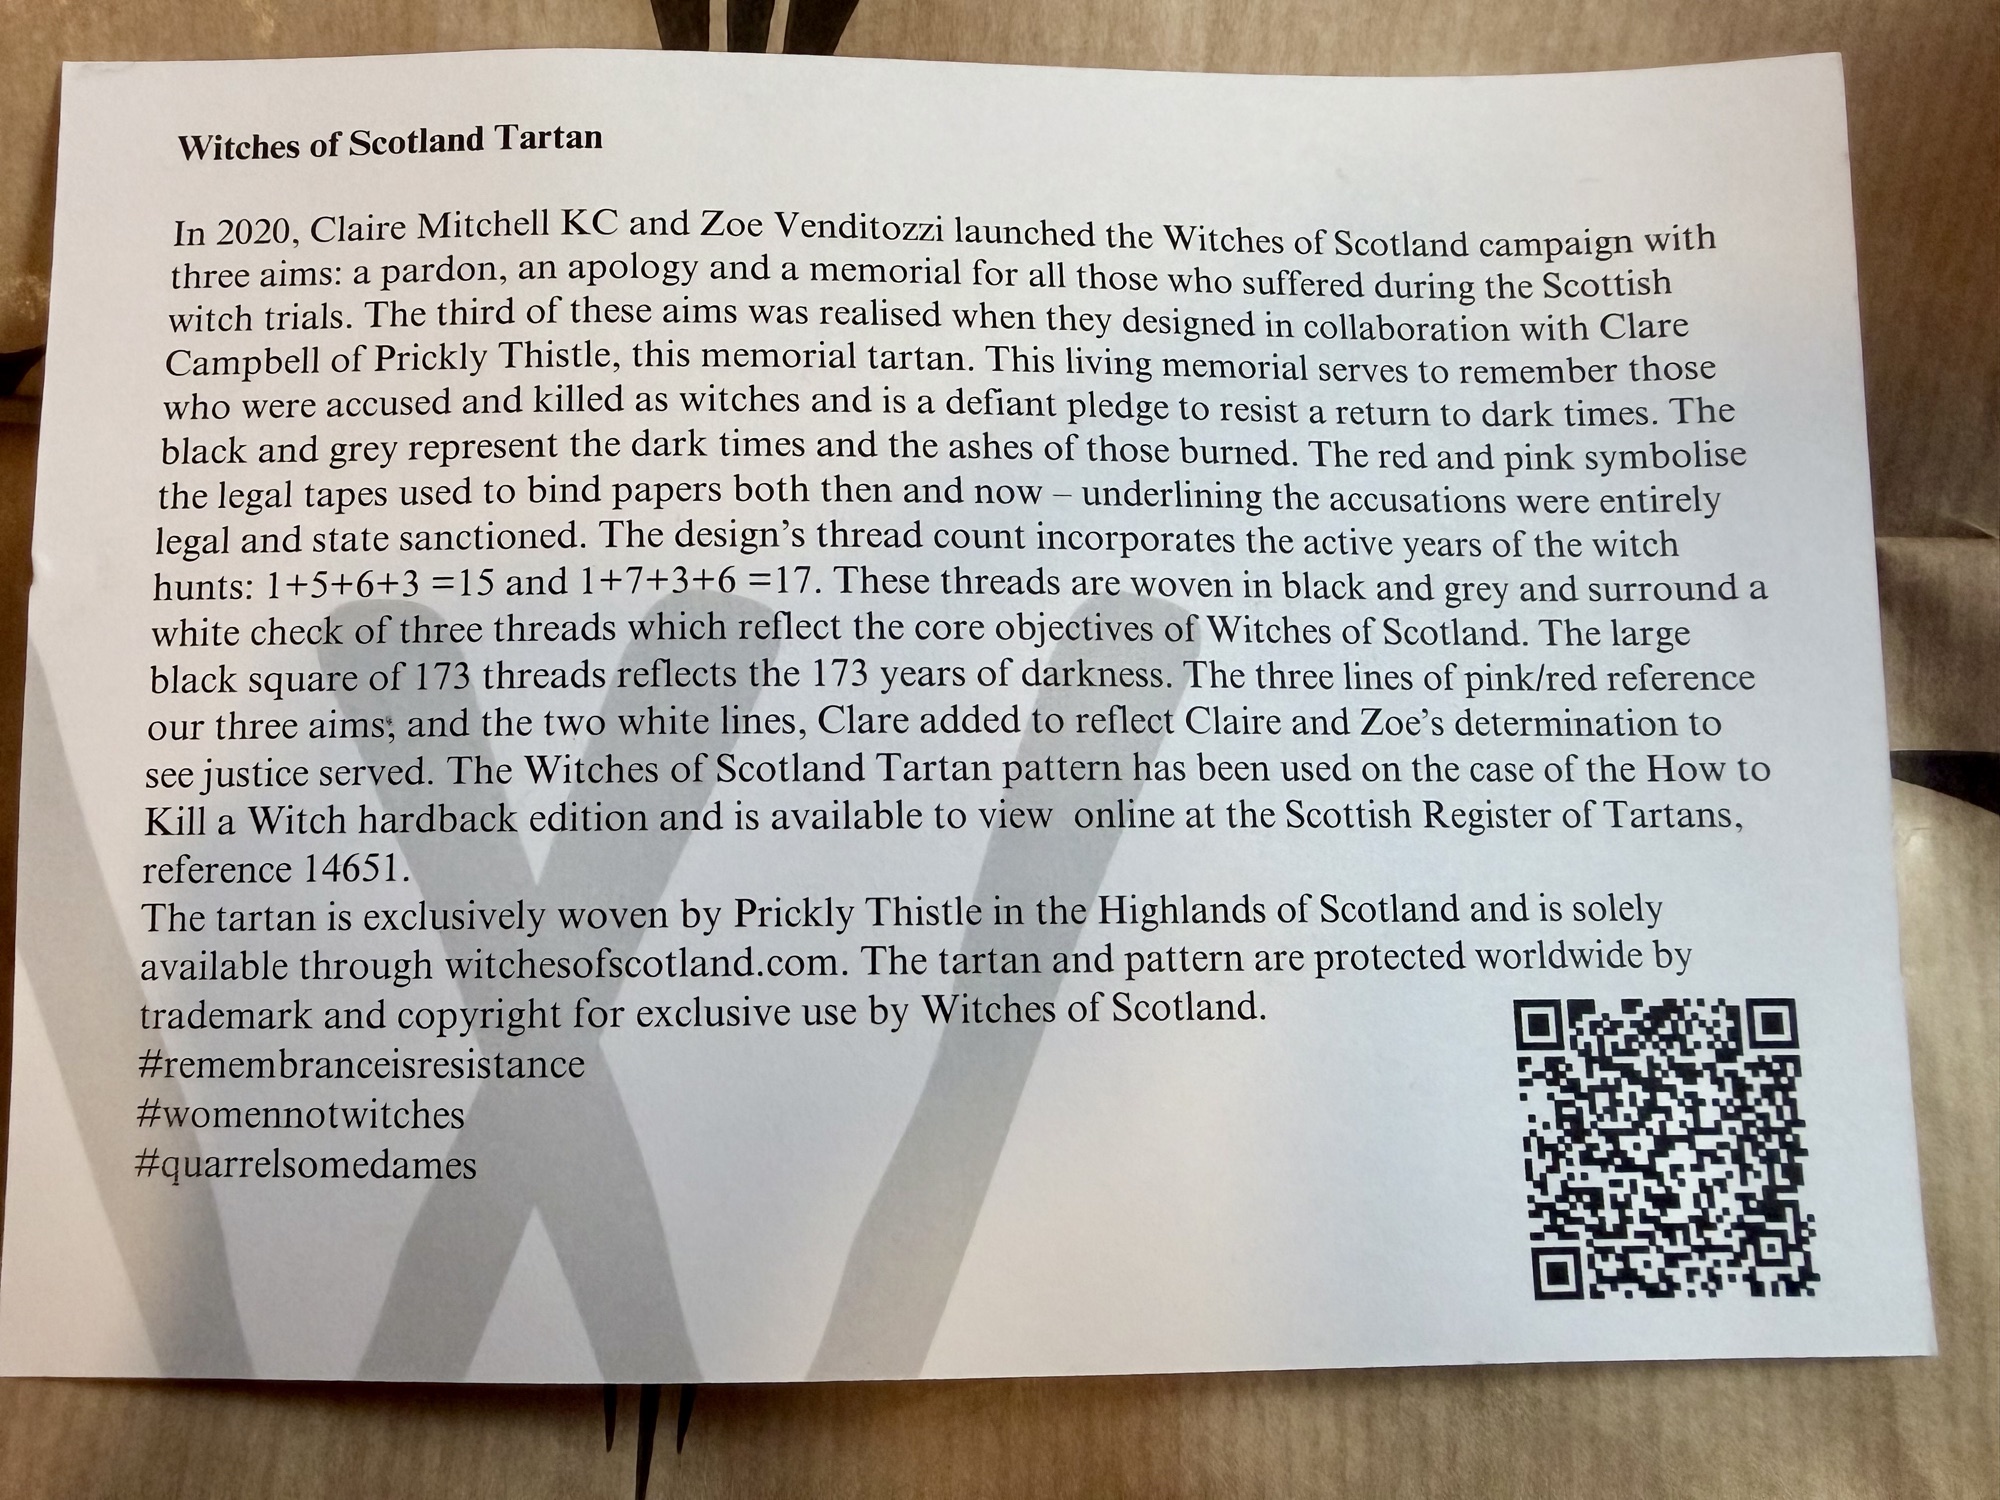 Witches of Scotland Tartan
In 2020, Claire Mitchell KC and Zoe Venditozzi launched the Witches of Scotland campaign with
three aims: a pardon, an apology and a memorial for all those who suffered during the Scottish
witch trials. The third of these aims was realised when they designed in collaboration with Clare
Campbell of Prickly Thistle, this memorial tartan. This living memorial serves to remember those
who were accused and killed as witches and is a defiant pledge to resist a return to dark times. The
black and grey represent the dark times and the ashes of those burned. The red and pink symbolise
the legal tapes used to bind papers both then and now – underlining the accusations were entirely
legal and state sanctioned. The design’s thread count incorporates the active years of the witch
hunts: 1+5+6+3 =15 and 1+7+3+6 =17. These threads are woven in black and grey and surround a
white check of three threads which reflect the core objectives of Witches of Scotland. The large
black square of 173 threads reflects the 173 years of darkness. The three lines of pink/red reference
our three aims; and the two white lines, Clare added to reflect Claire and Zoe’s determination to
see justice served. The Witches of Scotland Tartan pattern has been used on the case of the How to
Kill a Witch hardback edition and is available to view  online at the Scottish Register of Tartans,
reference 14651.
The tartan is exclusively woven by Prickly Thistle in the Highlands of Scotland and is solely
available through witchesofscotland.com. The tartan and pattern are protected worldwide by
trademark and copyright for exclusive use by Witches of Scotland.
#remembranceisresistance
#womennotwitches
#quarrelsomedames